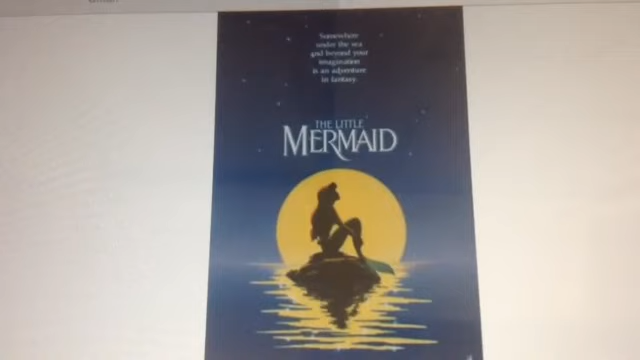 Somewhere
under the sea
and beyond your
imagination
is an adventure
in fantasy.
THE LITTLE
MERMAID